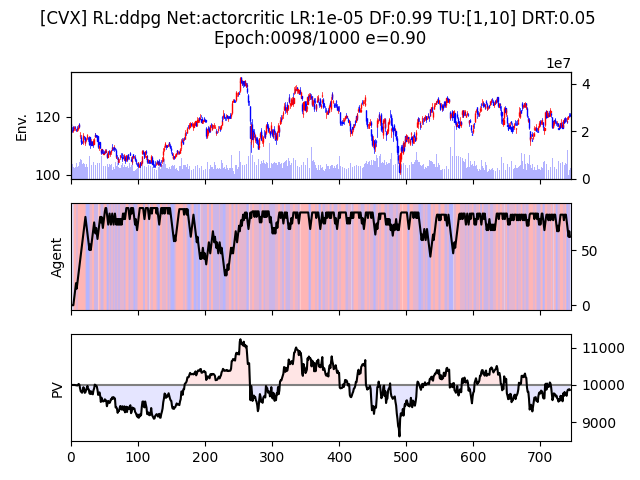 [CVX] RL:ddpg Net:actorcritic LR:1e-05 DF:0.99 TU:[1,10] DRT:0.05
Epoch:0098/1000 e=0.90
1e7
Env.
120
100
4
2
0
Agent
50
0
PV
11000
10000
9000
0 100 200 300 400 500 600 700